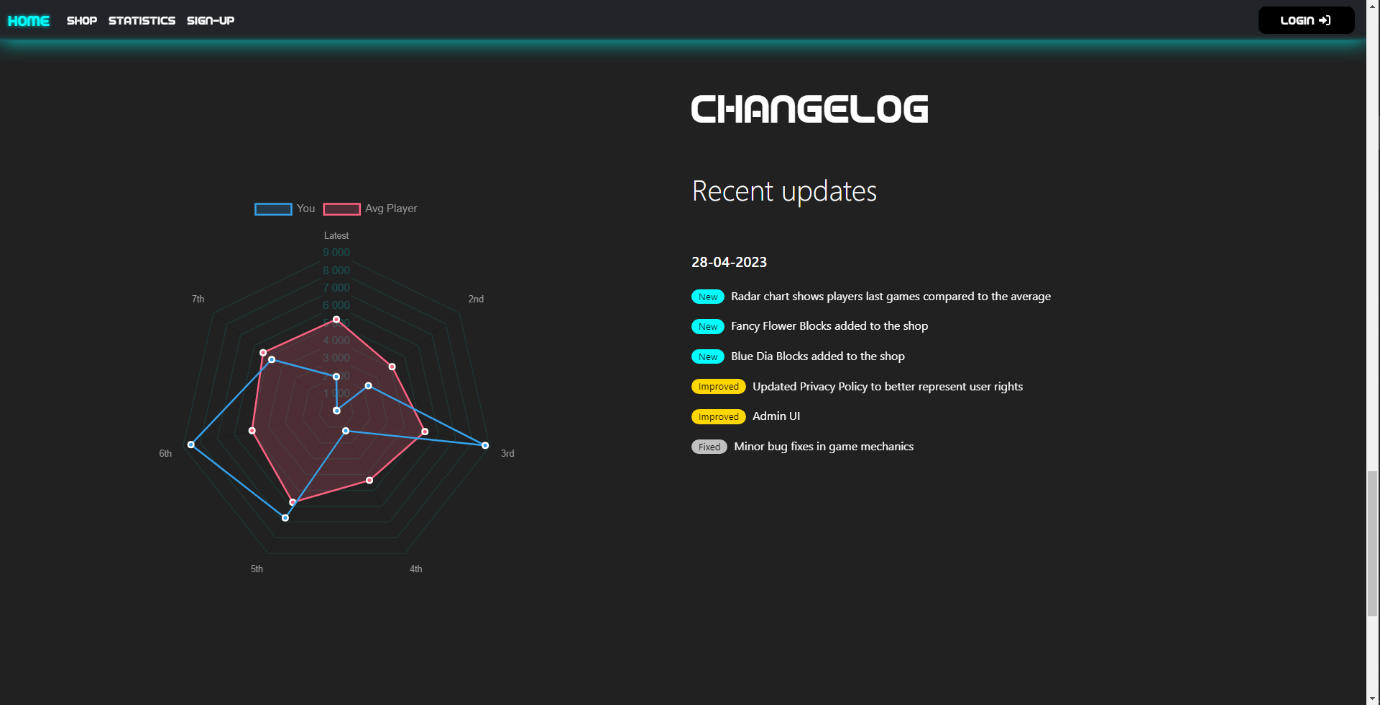 HOME SHOP STATISTICS SIGN-UP LOGIN
CHANGELOG
Recent updates
You Avg Player
Latest
9 000
8 000
7 000
6 000
4 000
3 000
1 000
7th
2nd
6th
3rd
5th
4th
28-04-2023
New Radar chart shows players last games compared to the average
New Fancy Flower Blocks added to the shop
New Blue Dia Blocks added to the shop
Improved Updated Privacy Policy to better represent user rights
Improved Admin UI
Fixed Minor bug fixes in game mechanics